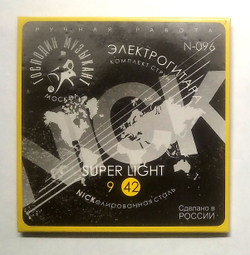 РУЧНАЯ РАБОТА
ГОСПОДИН МУЗЫКАНТ
®
МОСКВА
N-096
ЭЛЕКТРОГИТАРА
КОМПЛЕКТ СТРУН
NICK
SUPER LIGHT
9 42
NICKелированная сталь
Сделано в
РОССИИ